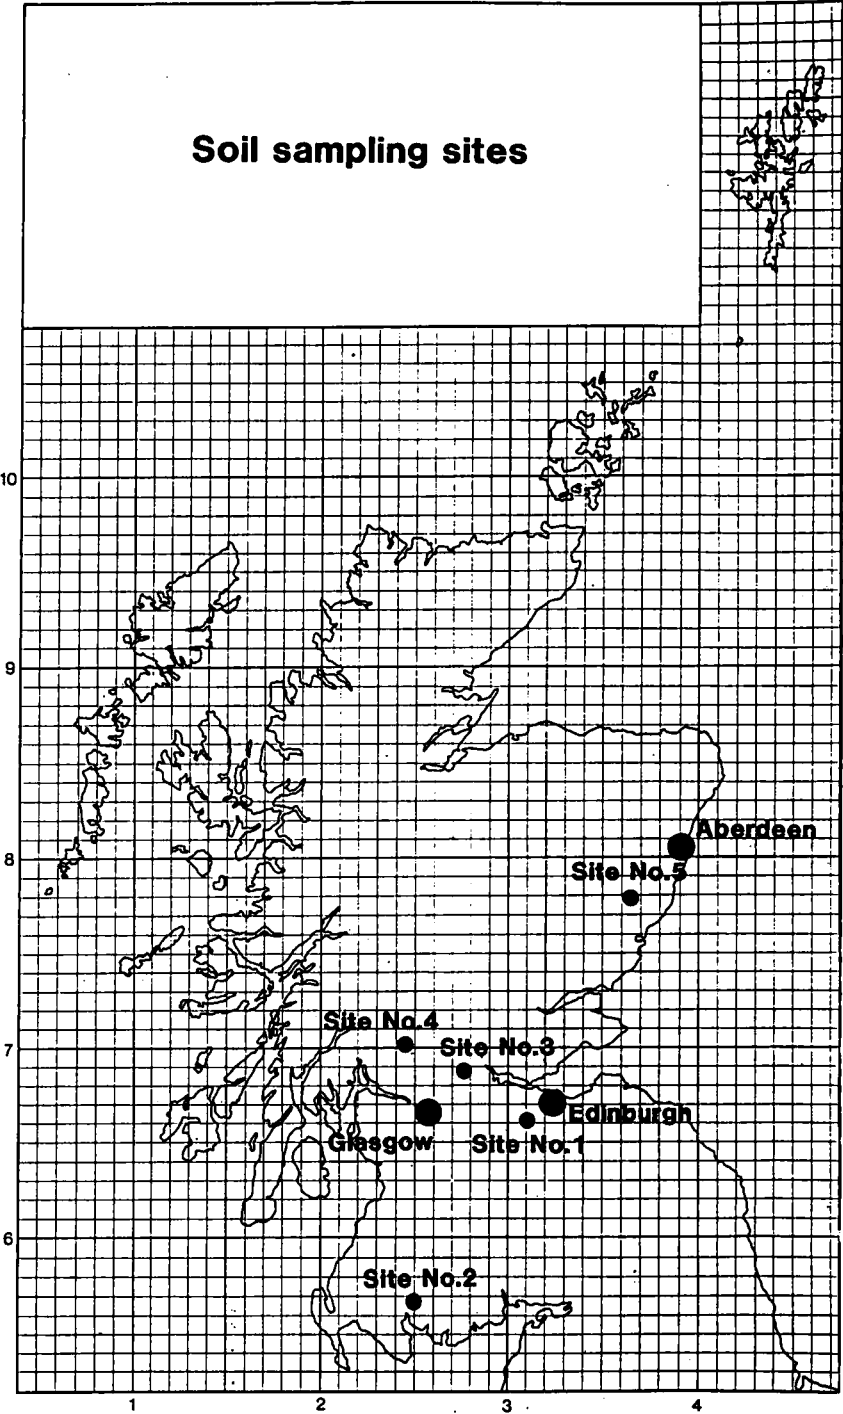 Soil sampling sites
10
9
Aberdeen
8
Site No.5
Site No.4
7
Site No.3
Edinburgh
Glasgow
Site No.1
6
Site No.2
1
2
3
4